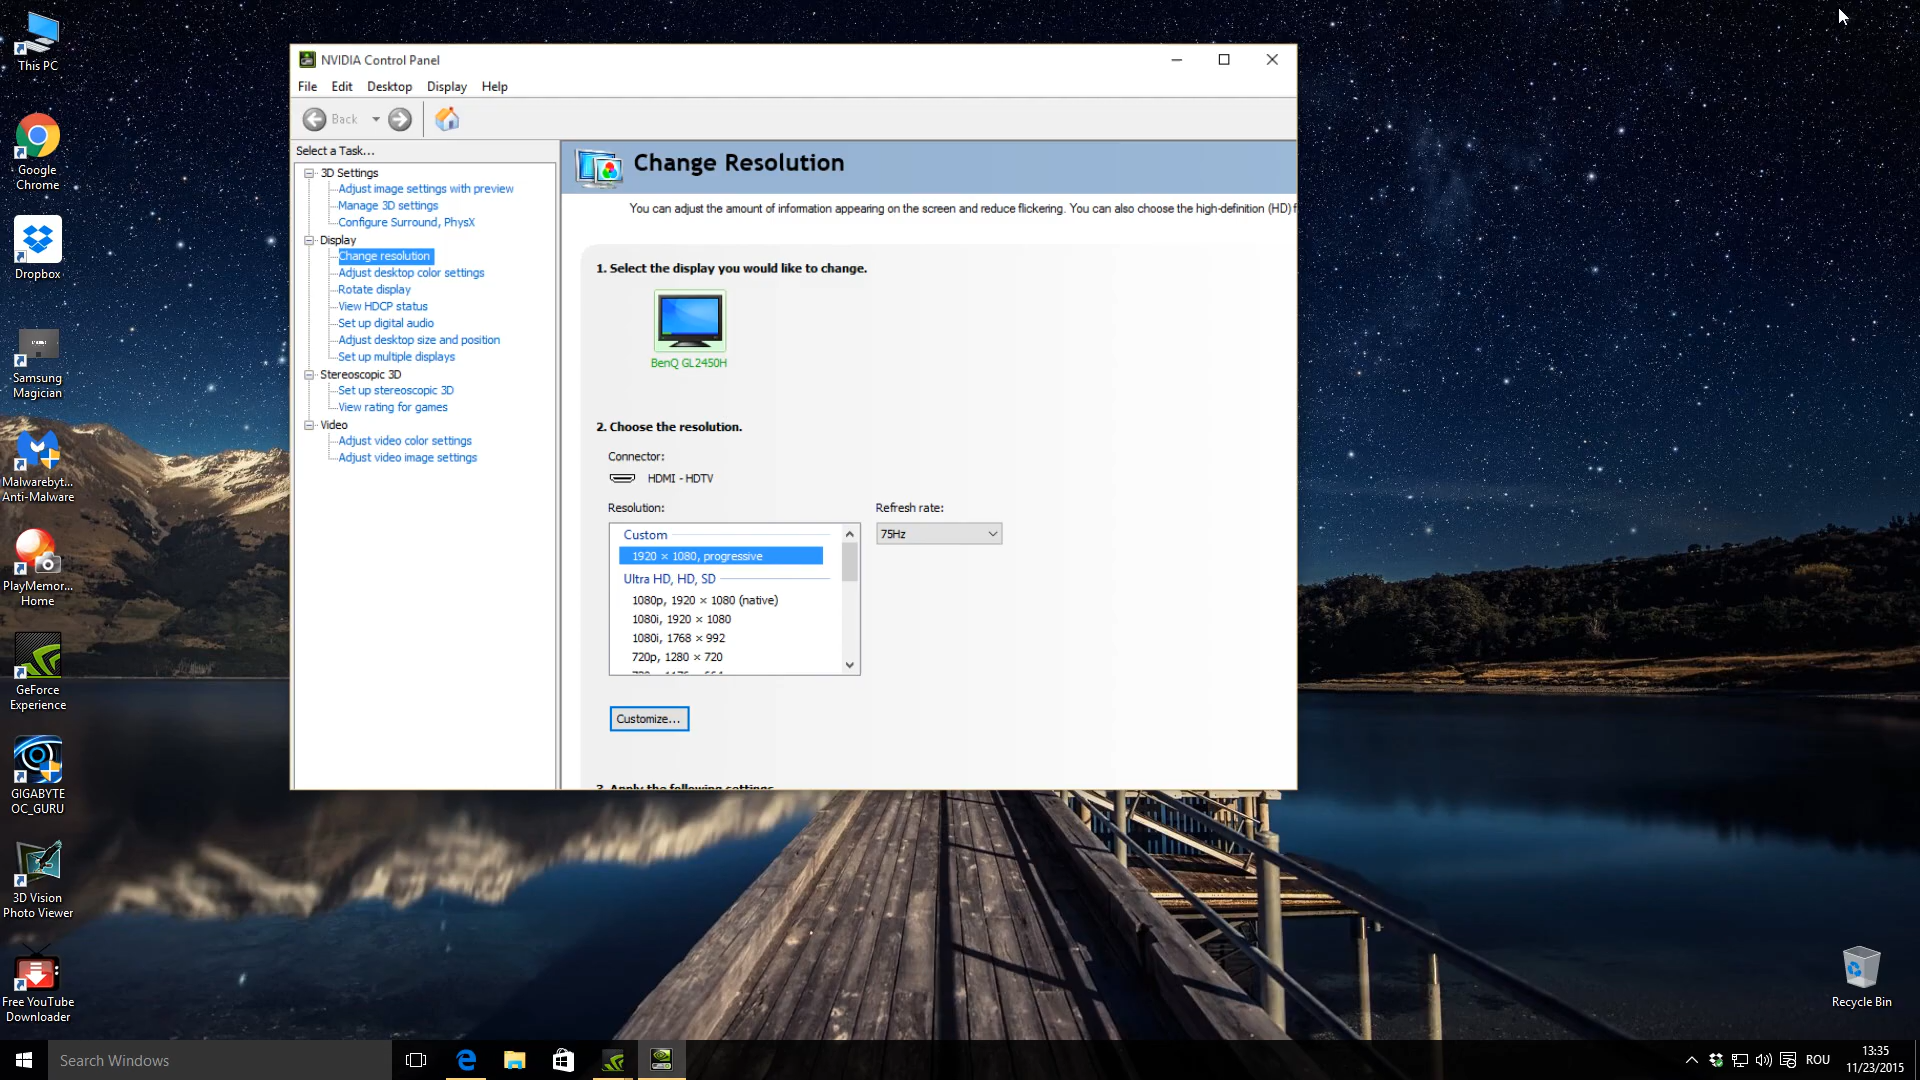 This PC
Google
Chrome
Dropbox
Samsung
Magician
Malwarebyt...
Anti-Malware
PlayMemor...
Home
GeForce
Experience
GIGABYTE
OC_GURU
3D Vision
Photo Viewer
Free YouTube
Downloader
NVIDIA Control Panel
File Edit Desktop Display Help
Back
Select a Task...
3D Settings
Adjust image settings with preview
Manage 3D settings
Configure Surround, PhysX
Display
Change resolution
Adjust desktop color settings
Rotate display
View HDCP status
Set up digital audio
Adjust desktop size and position
Set up multiple displays
Stereoscopic 3D
Set up stereoscopic 3D
View rating for games
Video
Adjust video color settings
Adjust video image settings
Change Resolution
You can adjust the amount of information appearing on the screen and reduce flickering. You can also choose the high-definition (HD) f
1. Select the display you would like to change.
BenQ GL2450H
2. Choose the resolution.
Connector:
HDMI - HDTV
Resolution:
Refresh rate:
Custom
1920 × 1080, progressive
Ultra HD, HD, SD
1080p, 1920 × 1080 (native)
1080i, 1920 × 1080
1080i, 1768 × 992
720p, 1280 × 720
75Hz
Customize...
3. Apply the following settings.
Recycle Bin
Search Windows
ROU
13:35
11/23/2015